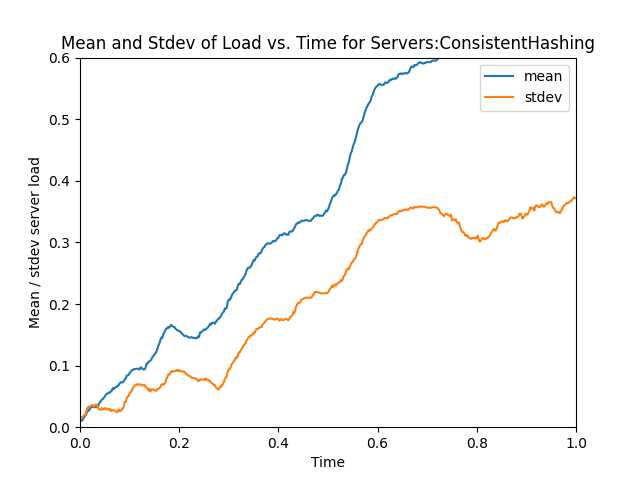 Mean and Stdev of Load vs. Time for Servers:ConsistentHashing
mean
stdev
Mean / stdev server load
0.6
0.5
0.4
0.3
0.2
0.1
0.0
0.0 0.2 0.4 0.6 0.8 1.0
Time